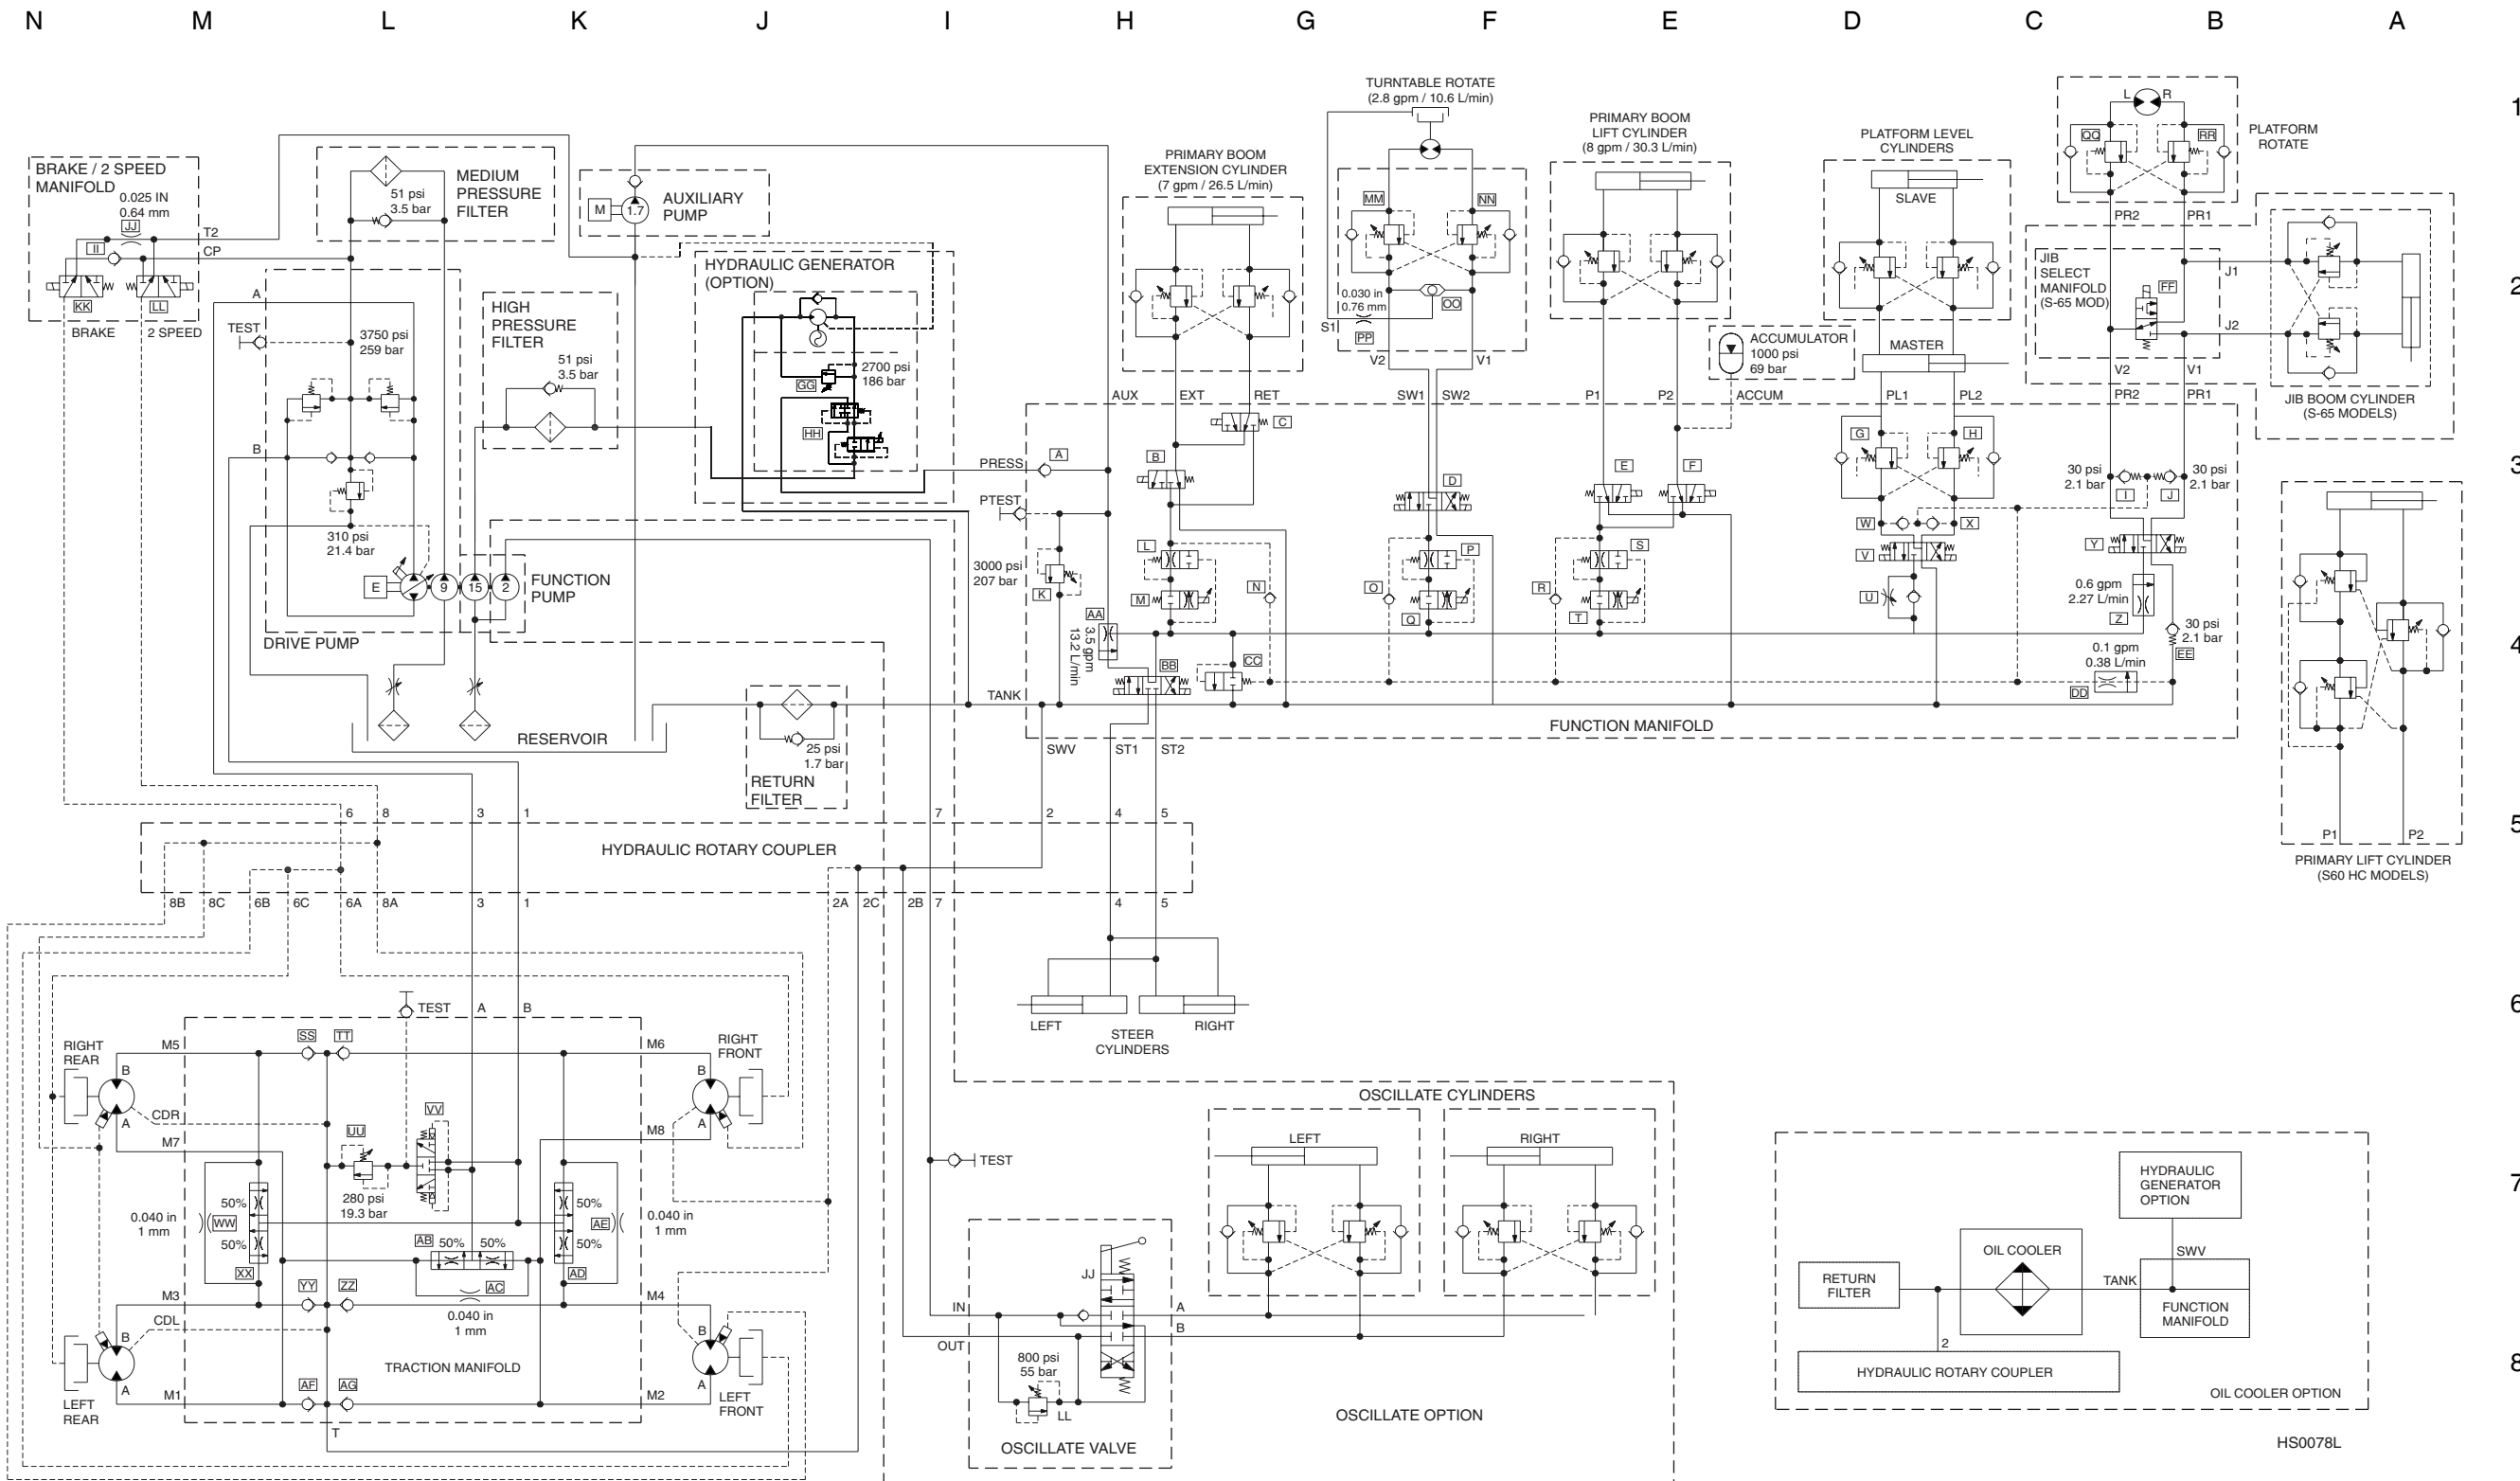 N M L K J I H G F E D C B A
1
2
3
4
5
6
7
8
BRAKE / 2 SPEED
MANIFOLD
0.025 IN
0.64 mm
JJ
II
T2
CP
KK
LL
BRAKE
2 SPEED
MEDIUM
PRESSURE
FILTER
51 psi
3.5 bar
M
1.7
AUXILIARY
PUMP
A
TEST
3750 psi
259 bar
B
310 psi
21.4 bar
E
9
15
2
FUNCTION
PUMP
DRIVE PUMP
HIGH
PRESSURE
FILTER
51 psi
3.5 bar
HYDRAULIC GENERATOR
(OPTION)
GG
2700 psi
186 bar
HH
RESERVOIR
25 psi
1.7 bar
RETURN
FILTER
PRIMARY BOOM
EXTENSION CYLINDER
(7 gpm / 26.5 L/min)
TURNTABLE ROTATE
(2.8 gpm / 10.6 L/min)
MM
NN
0.030 in
0.76 mm
OO
S1
PP
V2
V1
PRIMARY BOOM
LIFT CYLINDER
(8 gpm / 30.3 L/min)
ACCUMULATOR
1000 psi
69 bar
PLATFORM LEVEL
CYLINDERS
SLAVE
MASTER
L
R
QQ
RR
PLATFORM
ROTATE
PR2
PR1
JIB
SELECT
MANIFOLD
(S-65 MOD)
FF
J1
J2
V2
V1
JIB BOOM CYLINDER
(S-65 MODELS)
AUX
EXT
RET
SW1
SW2
P1
P2
ACCUM
PL1
PL2
PR2
PR1
PRESS
A
B
C
PTEST
3000 psi
207 bar
K
L
M
N
AA
3.5 gpm
13.2 L/min
BB
CC
TANK
D
O
P
Q
E
F
R
S
T
G
H
W
X
V
U
30 psi
2.1 bar
I
J
30 psi
2.1 bar
Y
0.6 gpm
2.27 L/min
Z
30 psi
2.1 bar
EE
0.1 gpm
0.38 L/min
DD
FUNCTION MANIFOLD
SWV
ST1
ST2
P1
P2
PRIMARY LIFT CYLINDER
(S60 HC MODELS)
6
8
3
1
7
2
4
5
HYDRAULIC ROTARY COUPLER
8B
8C
6B
6C
6A
8A
3
1
2A
2C
2B
7
4
5
LEFT
RIGHT
STEER
CYLINDERS
TEST
A
B
RIGHT
REAR
M5
SS
TT
M6
RIGHT
FRONT
B
A
CDR
M7
B
A
M8
UU
VV
280 psi
19.3 bar
0.040 in
1 mm
WW
50%
50%
XX
50%
50%
AE
AD
0.040 in
1 mm
AB
50%
50%
AC
0.040 in
1 mm
M3
YY
ZZ
M4
CDL
B
A
B
A
TRACTION MANIFOLD
LEFT
REAR
M1
AF
AG
M2
LEFT
FRONT
T
TEST
OSCILLATE CYLINDERS
LEFT
RIGHT
JJ
IN
OUT
A
B
800 psi
55 bar
LL
OSCILLATE VALVE
OSCILLATE OPTION
HYDRAULIC
GENERATOR
OPTION
OIL COOLER
SWV
RETURN
FILTER
TANK
FUNCTION
MANIFOLD
2
HYDRAULIC ROTARY COUPLER
OIL COOLER OPTION
HS0078L